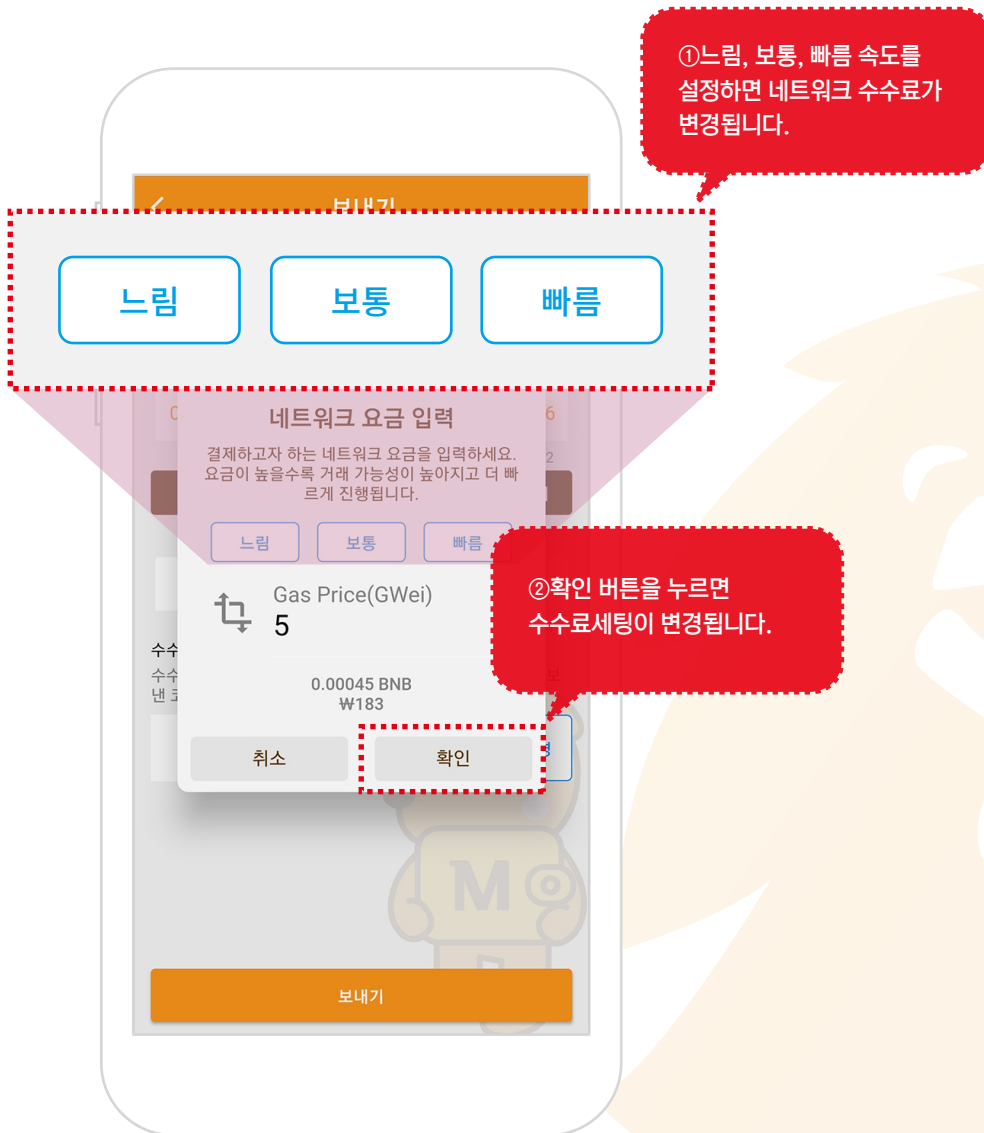 ①느림, 보통, 빠름 속도를
설정하면 네트워크 수수료가
변경됩니다.
보내기
느림
보통
빠름
네트워크 요금 입력
결제하고자 하는 네트워크 요금을 입력하세요.
요금이 높을수록 거래 가능성이 높아지고 더 빠
르게 진행됩니다.
느림
보통
빠름
②확인 버튼을 누르면
수수료세팅이 변경됩니다.
Gas Price(GWei)
5
0.00045 BNB
₩183
취소
확인
M
보내기